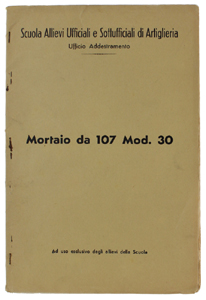 Scuola Allievi Ufficiali e Sottufficiali di Artiglieria
Ufficio Addestramento
Mortaio da 107 Mod. 30
Ad uso esclusivo degli allievi della Scuola